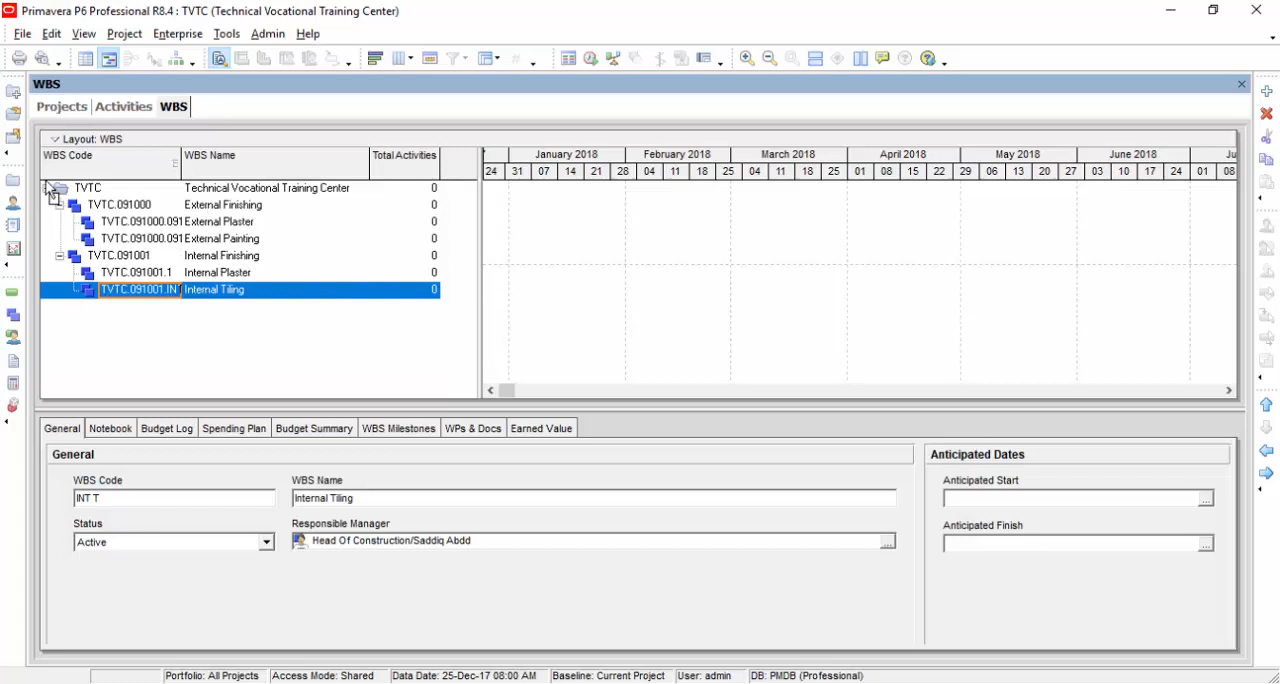 Primavera P6 Professional R8.4 : TVTC (Technical Vocational Training Center)
File Edit View Project Enterprise Tools Admin Help
WBS
Projects Activities WBS
Layout: WBS
WBS Code WBS Name Total Activities
January 2018 February 2018 March 2018 April 2018 May 2018 June 2018 Ju
24 31 07 14 21 28 04 11 18 25 04 11 18 25 01 08 15 22 29 06 13 20 27 03 10 17 24 01 08
TVTC Technical Vocational Training Center 0
TVTC.091000 External Finishing 0
TVTC.091000.091 External Plaster 0
TVTC.091000.091 External Painting 0
TVTC.091001 Internal Finishing 0
TVTC.091001.1 Internal Plaster 0
TVTC.091001.IN Internal Tiling 0
General Notebook Budget Log Spending Plan Budget Summary WBS Milestones WPs & Docs Earned Value
General Anticipated Dates
WBS Code WBS Name Anticipated Start
INT T Internal Tiling ...
Status Responsible Manager Anticipated Finish
Active Head Of Construction/Saddiq Abdd ... ...
Portfolio: All Projects Access Mode: Shared Data Date: 25-Dec-17 08:00 AM Baseline: Current Project User: admin DB: PMDB (Professional)